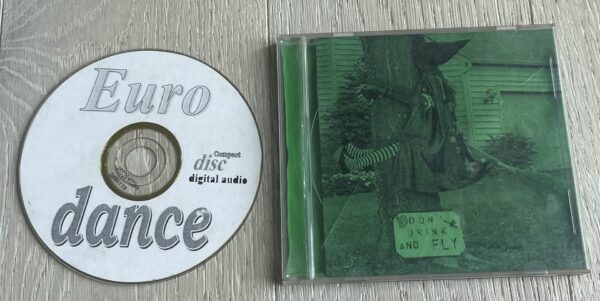 Euro
Compact
disc
digital audio
dance
DON'T
DRINK
AND FLY